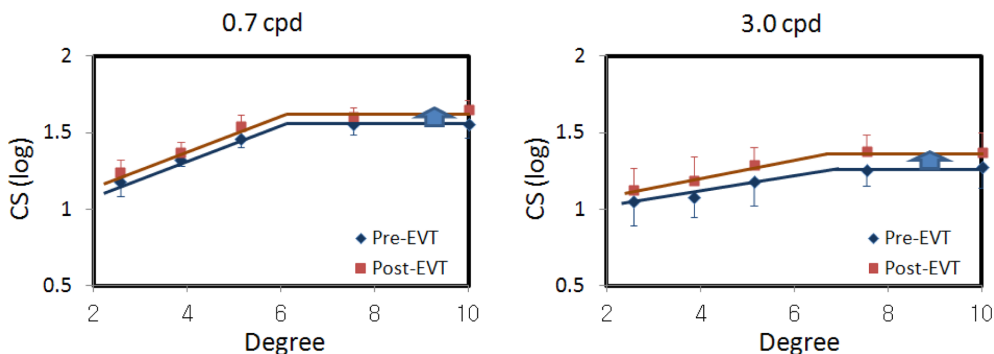 0.7 cpd
2
1.5
1
0.5
CS (log)
Pre-EVT
Post-EVT
2 4 6 8 10
Degree
3.0 cpd
2
1.5
1
0.5
CS (log)
Pre-EVT
Post-EVT
2 4 6 8 10
Degree